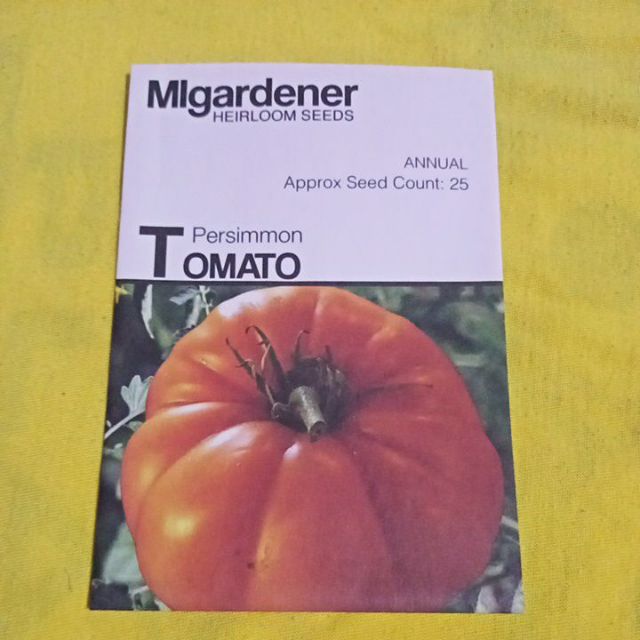 MIgardener
HEIRLOOM SEEDS
ANNUAL
Approx Seed Count: 25
Persimmon
TOMATO